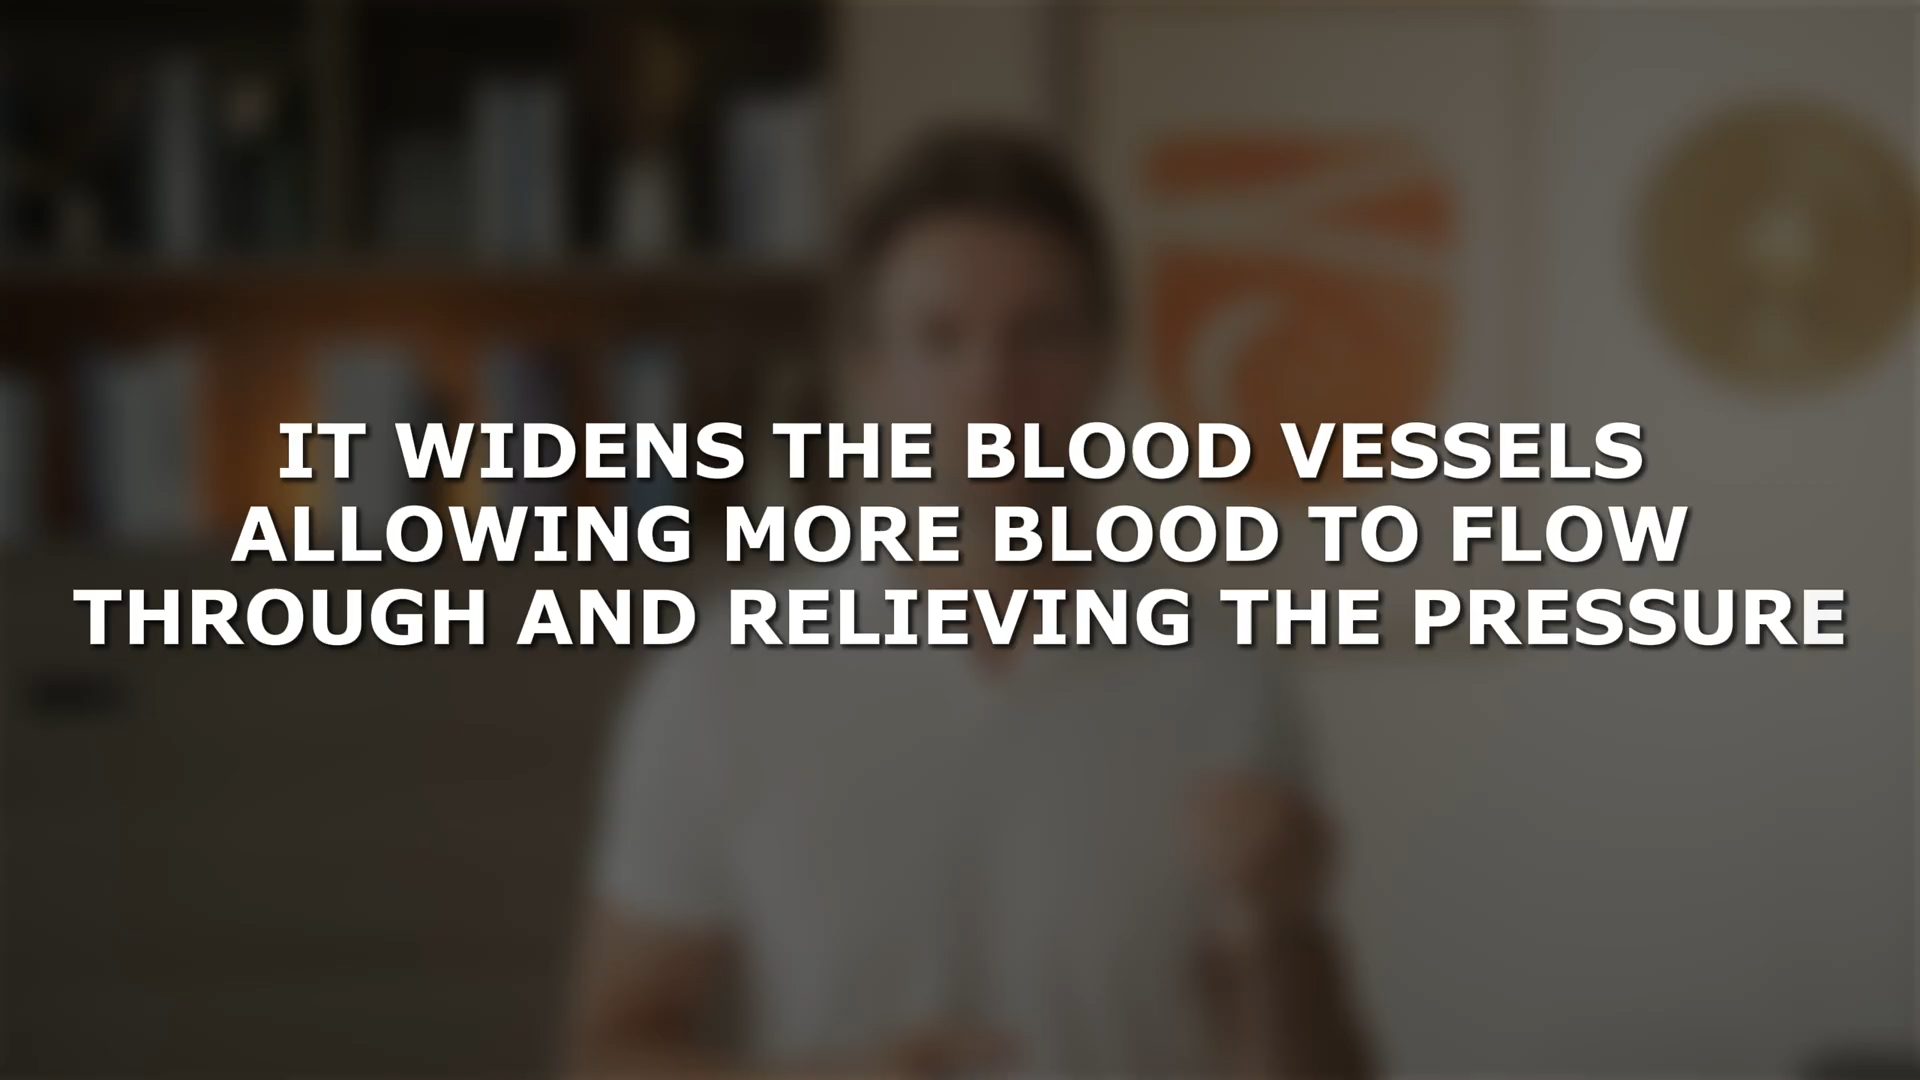 IT WIDENS THE BLOOD VESSELS
ALLOWING MORE BLOOD TO FLOW
THROUGH AND RELIEVING THE PRESSURE